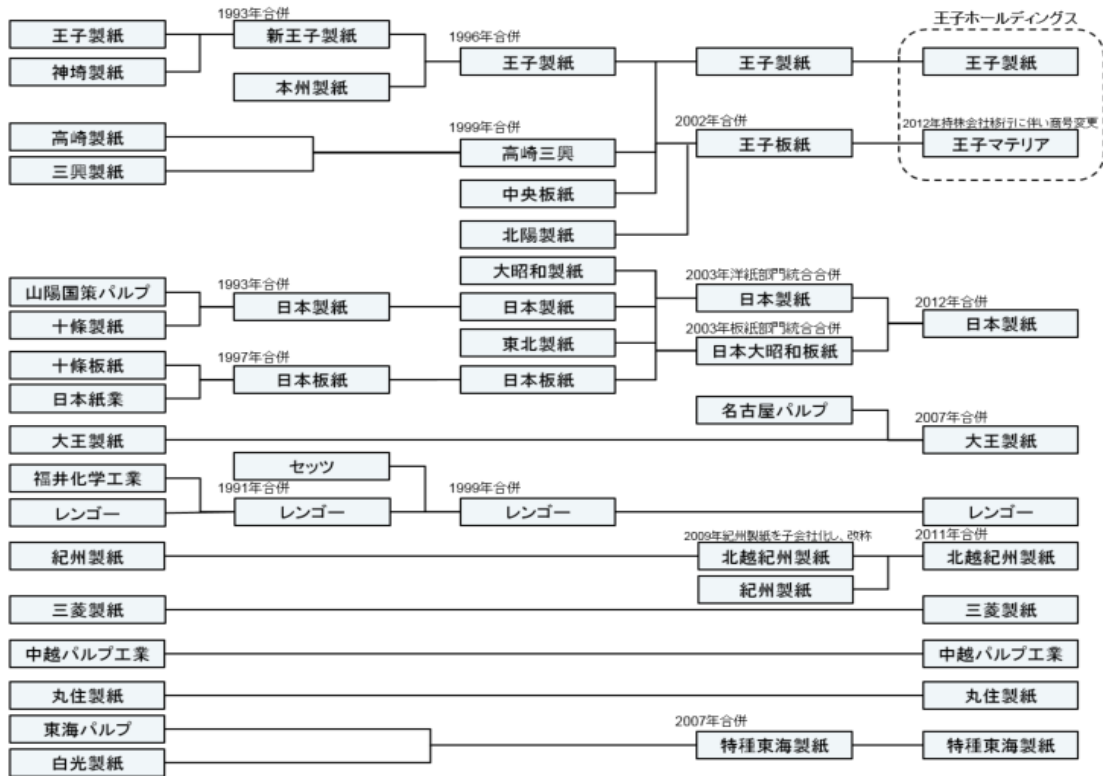 王子ホールディングス
1993年合併
王子製紙
新王子製紙
1996年合併
神埼製紙
王子製紙
王子製紙
王子製紙
本州製紙
高崎製紙
1999年合併
2002年合併
2012年持株会社移行に伴い商号変更
高崎三興
王子板紙
王子マテリア
三興製紙
中央板紙
北陽製紙
大昭和製紙
山陽国策パルプ
1993年合併
2003年洋紙部門統合合併
日本製紙
日本製紙
日本製紙
2012年合併
十條製紙
日本製紙
2003年板紙部門統合合併
東北製紙
日本大昭和板紙
十條板紙
1997年合併
日本板紙
日本板紙
日本紙業
名古屋パルプ
2007年合併
大王製紙
大王製紙
セッツ
福井化学工業
1991年合併
1999年合併
レンゴー
レンゴー
レンゴー
レンゴー
2009年紀州製紙を子会社化し、改称
2011年合併
紀州製紙
北越紀州製紙
北越紀州製紙
紀州製紙
三菱製紙
三菱製紙
中越パルプ工業
中越パルプ工業
丸住製紙
丸住製紙
東海パルプ
2007年合併
特種東海製紙
特種東海製紙
白光製紙